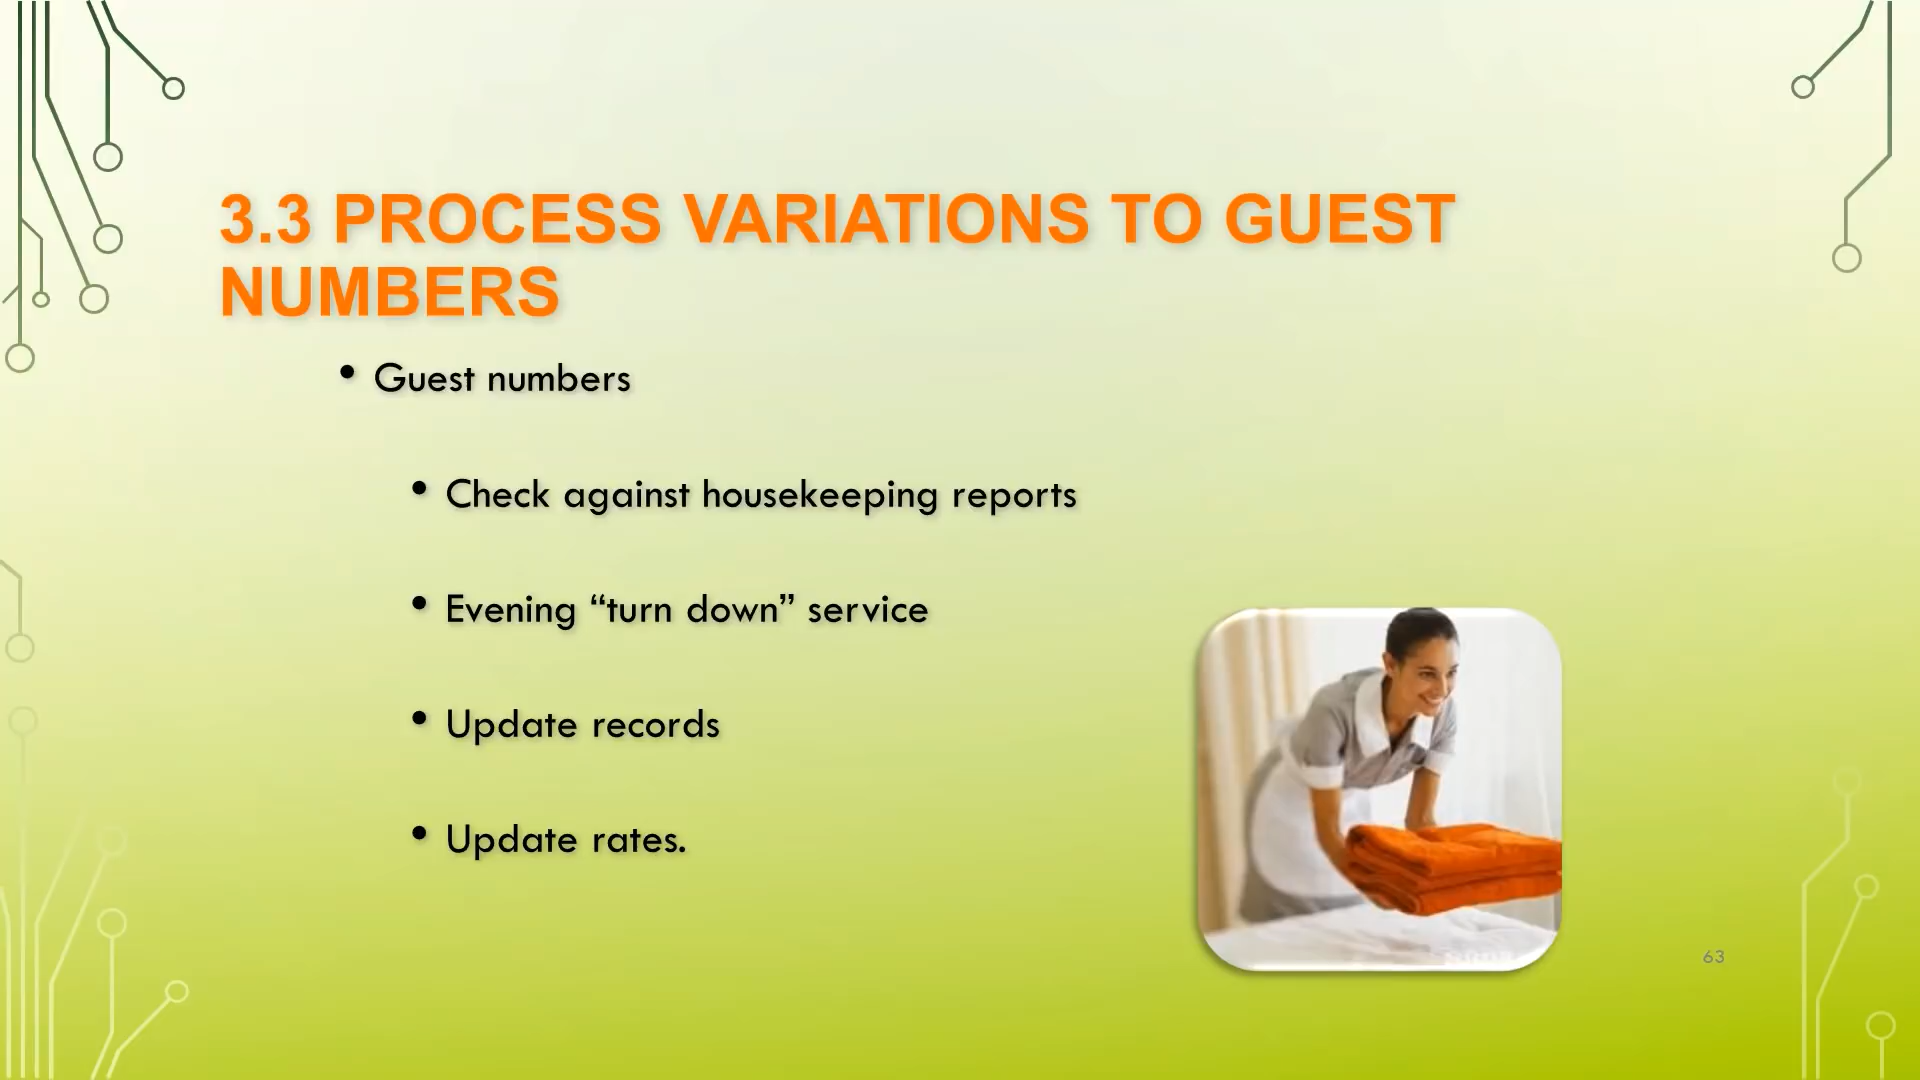 3.3 PROCESS VARIATIONS TO GUEST
NUMBERS
• Guest numbers
• Check against housekeeping reports
• Evening “turn down” service
• Update records
• Update rates.
63